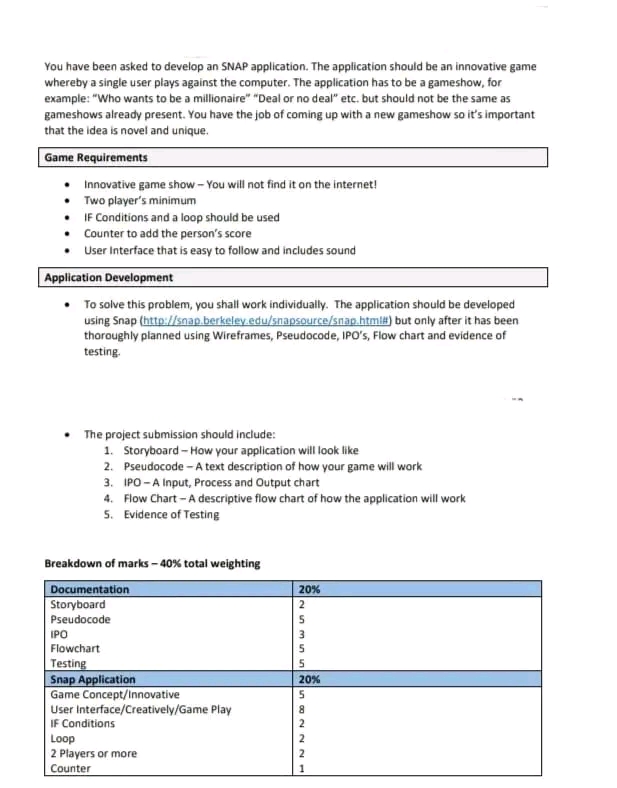 You have been asked to develop an SNAP application. The application should be an innovative game
whereby a single user plays against the computer. The application has to be a gameshow, for
example: "Who wants to be a millionaire" "Deal or no deal" etc. but should not be the same as
gameshows already present. You have the job of coming up with a new gameshow so it's important
that the idea is novel and unique.
Game Requirements
• Innovative game show – You will not find it on the internet!
• Two player's minimum
• IF Conditions and a loop should be used
• Counter to add the person's score
• User Interface that is easy to follow and includes sound
Application Development
• To solve this problem, you shall work individually. The application should be developed
using Snap (http://snap.berkeley.edu/snapsource/snap.html#) but only after it has been
thoroughly planned using Wireframes, Pseudocode, IPO's, Flow chart and evidence of
testing.
• The project submission should include:
1. Storyboard – How your application will look like
2. Pseudocode – A text description of how your game will work
3. IPO – A Input, Process and Output chart
4. Flow Chart – A descriptive flow chart of how the application will work
5. Evidence of Testing
Breakdown of marks – 40% total weighting
Documentation 20%
Storyboard 2
Pseudocode 5
IPO 3
Flowchart 5
Testing 5
Snap Application 20%
Game Concept/Innovative 5
User Interface/Creatively/Game Play 8
IF Conditions 2
Loop 2
2 Players or more 2
Counter 1